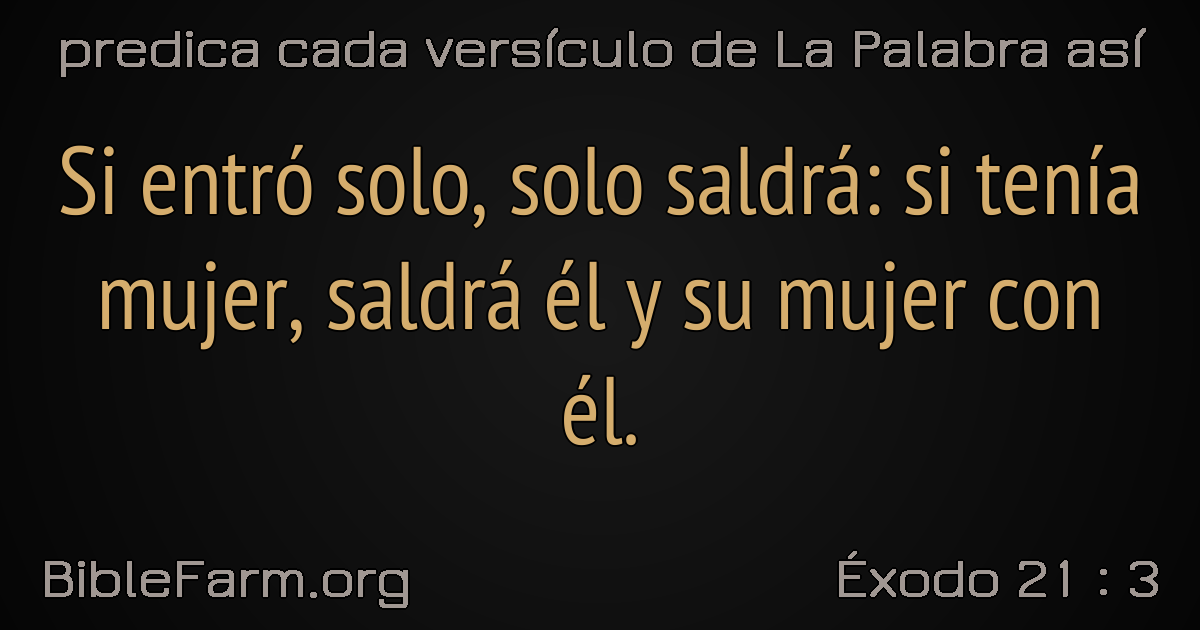 predica cada versículo de La Palabra así
Si entró solo, solo saldrá: si tenía
mujer, saldrá él y su mujer con
él.
BibleFarm.org
Éxodo 21 : 3